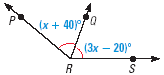 P
Q
(x + 40)°
(3x − 20)°
R
S